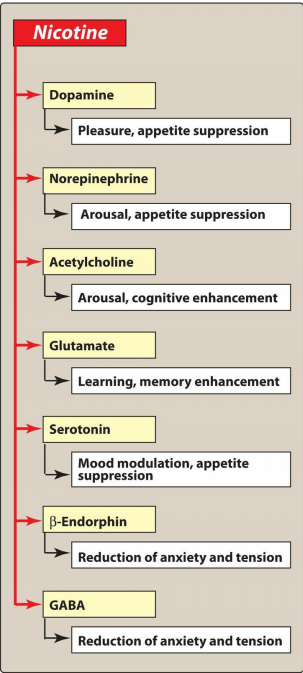 Nicotine
Dopamine
Pleasure, appetite suppression
Norepinephrine
Arousal, appetite suppression
Acetylcholine
Arousal, cognitive enhancement
Glutamate
Learning, memory enhancement
Serotonin
Mood modulation, appetite
suppression
β-Endorphin
Reduction of anxiety and tension
GABA
Reduction of anxiety and tension